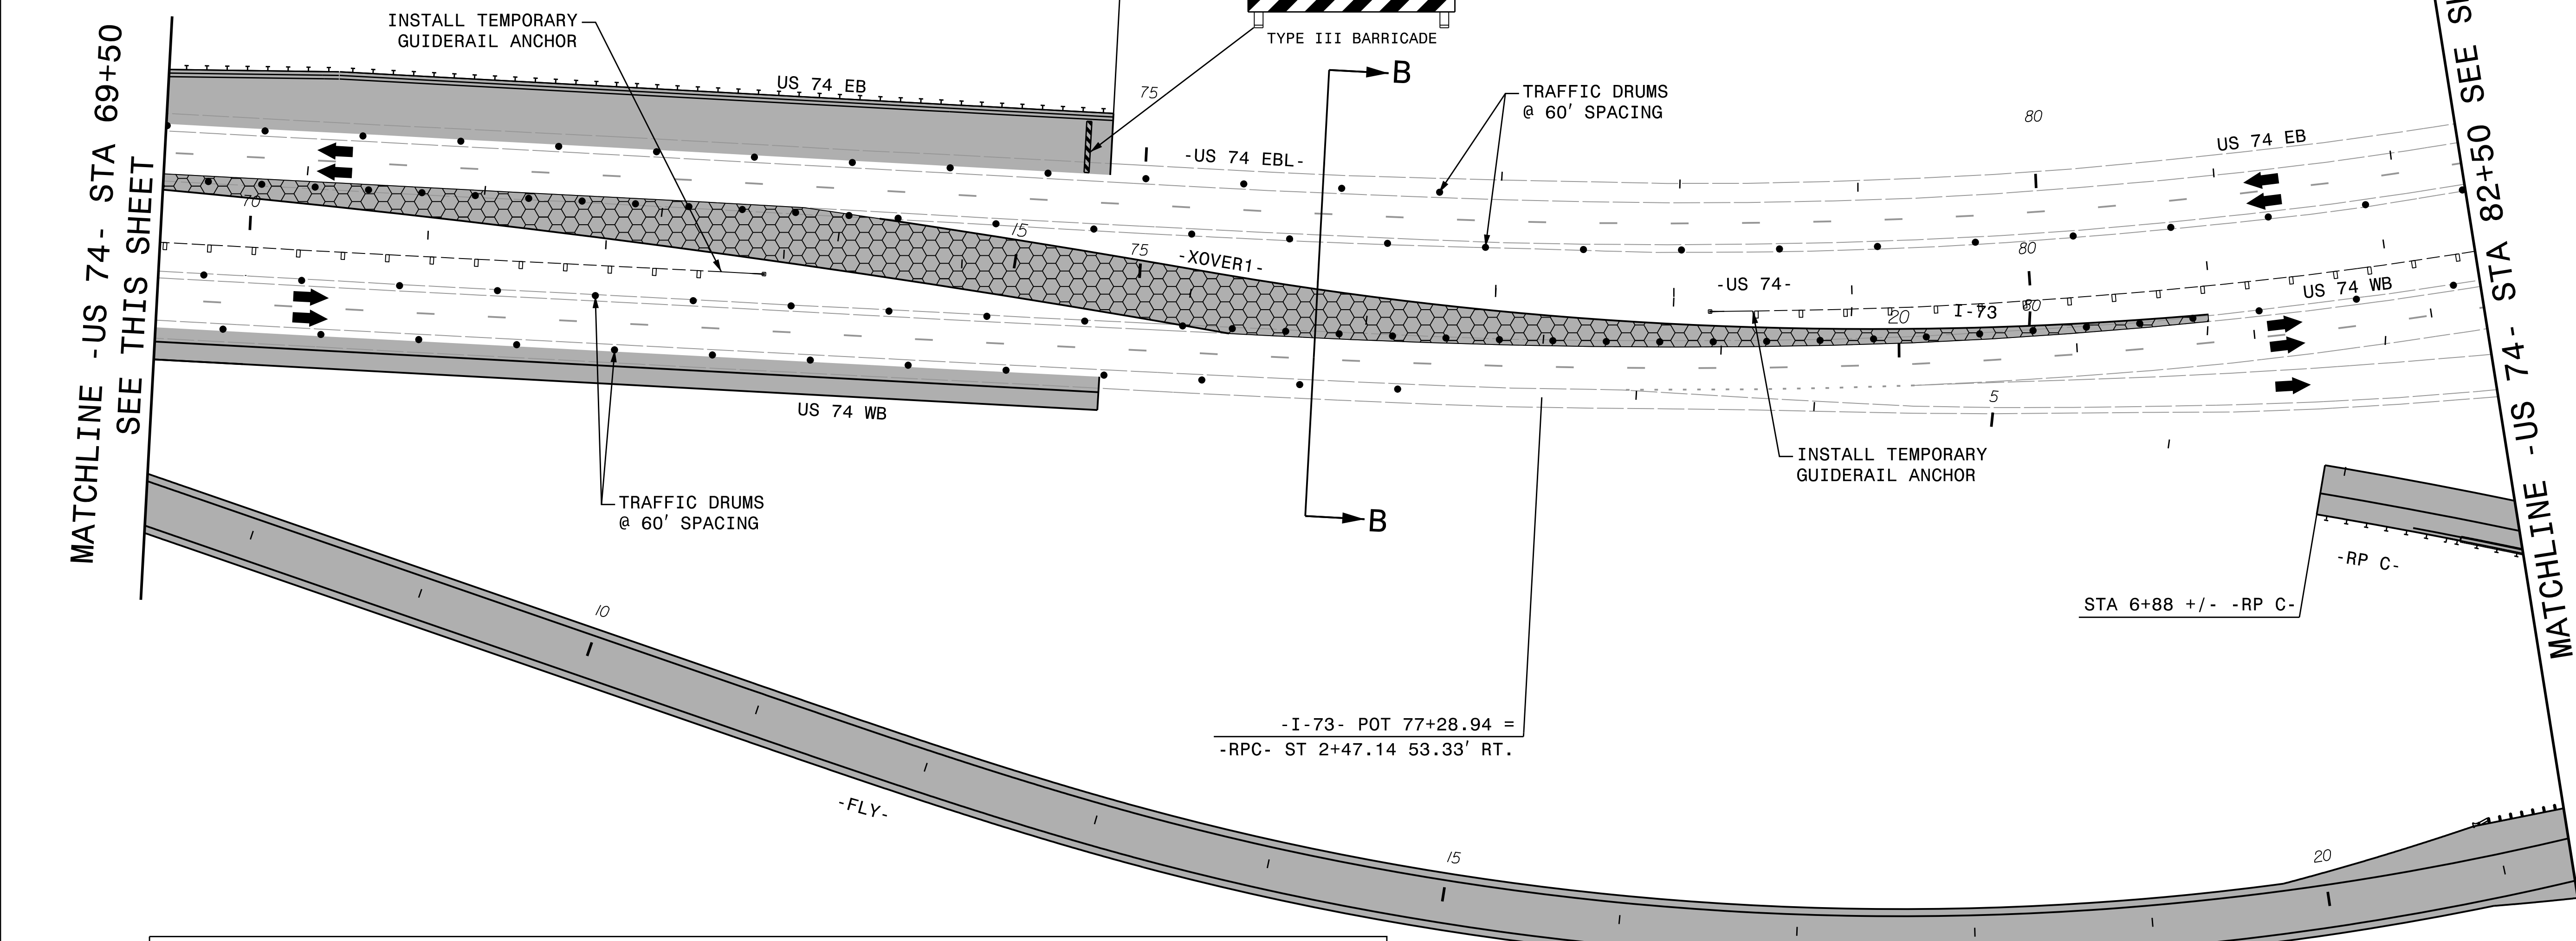 INSTALL TEMPORARY
GUIDERAIL ANCHOR
TYPE III BARRICADE
MATCHLINE -US 74- STA 69+50
SEE THIS SHEET
US 74 EB
B
TRAFFIC DRUMS
@ 60' SPACING
75
80
-US 74 EBL-
US 74 EB
70
15
75
-XOVER1-
80
-US 74-
US 74 WB
20
I-73
80
5
US 74 WB
INSTALL TEMPORARY
GUIDERAIL ANCHOR
TRAFFIC DRUMS
@ 60' SPACING
B
-RP C-
STA 6+88 +/- -RP C-
10
-I-73- POT 77+28.94 =
-RPC- ST 2+47.14 53.33' RT.
-FLY-
15
20
MATCHLINE -US 74- STA 82+50 SEE